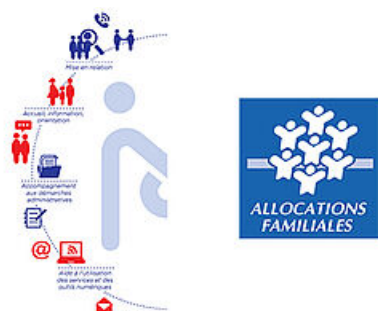 Mise en relation
Accueil, information,
orientation
Accompagnement
aux démarches
administratives
@
Aide à l'utilisation
des services et des
outils numériques
ALLOCATIONS
FAMILIALES